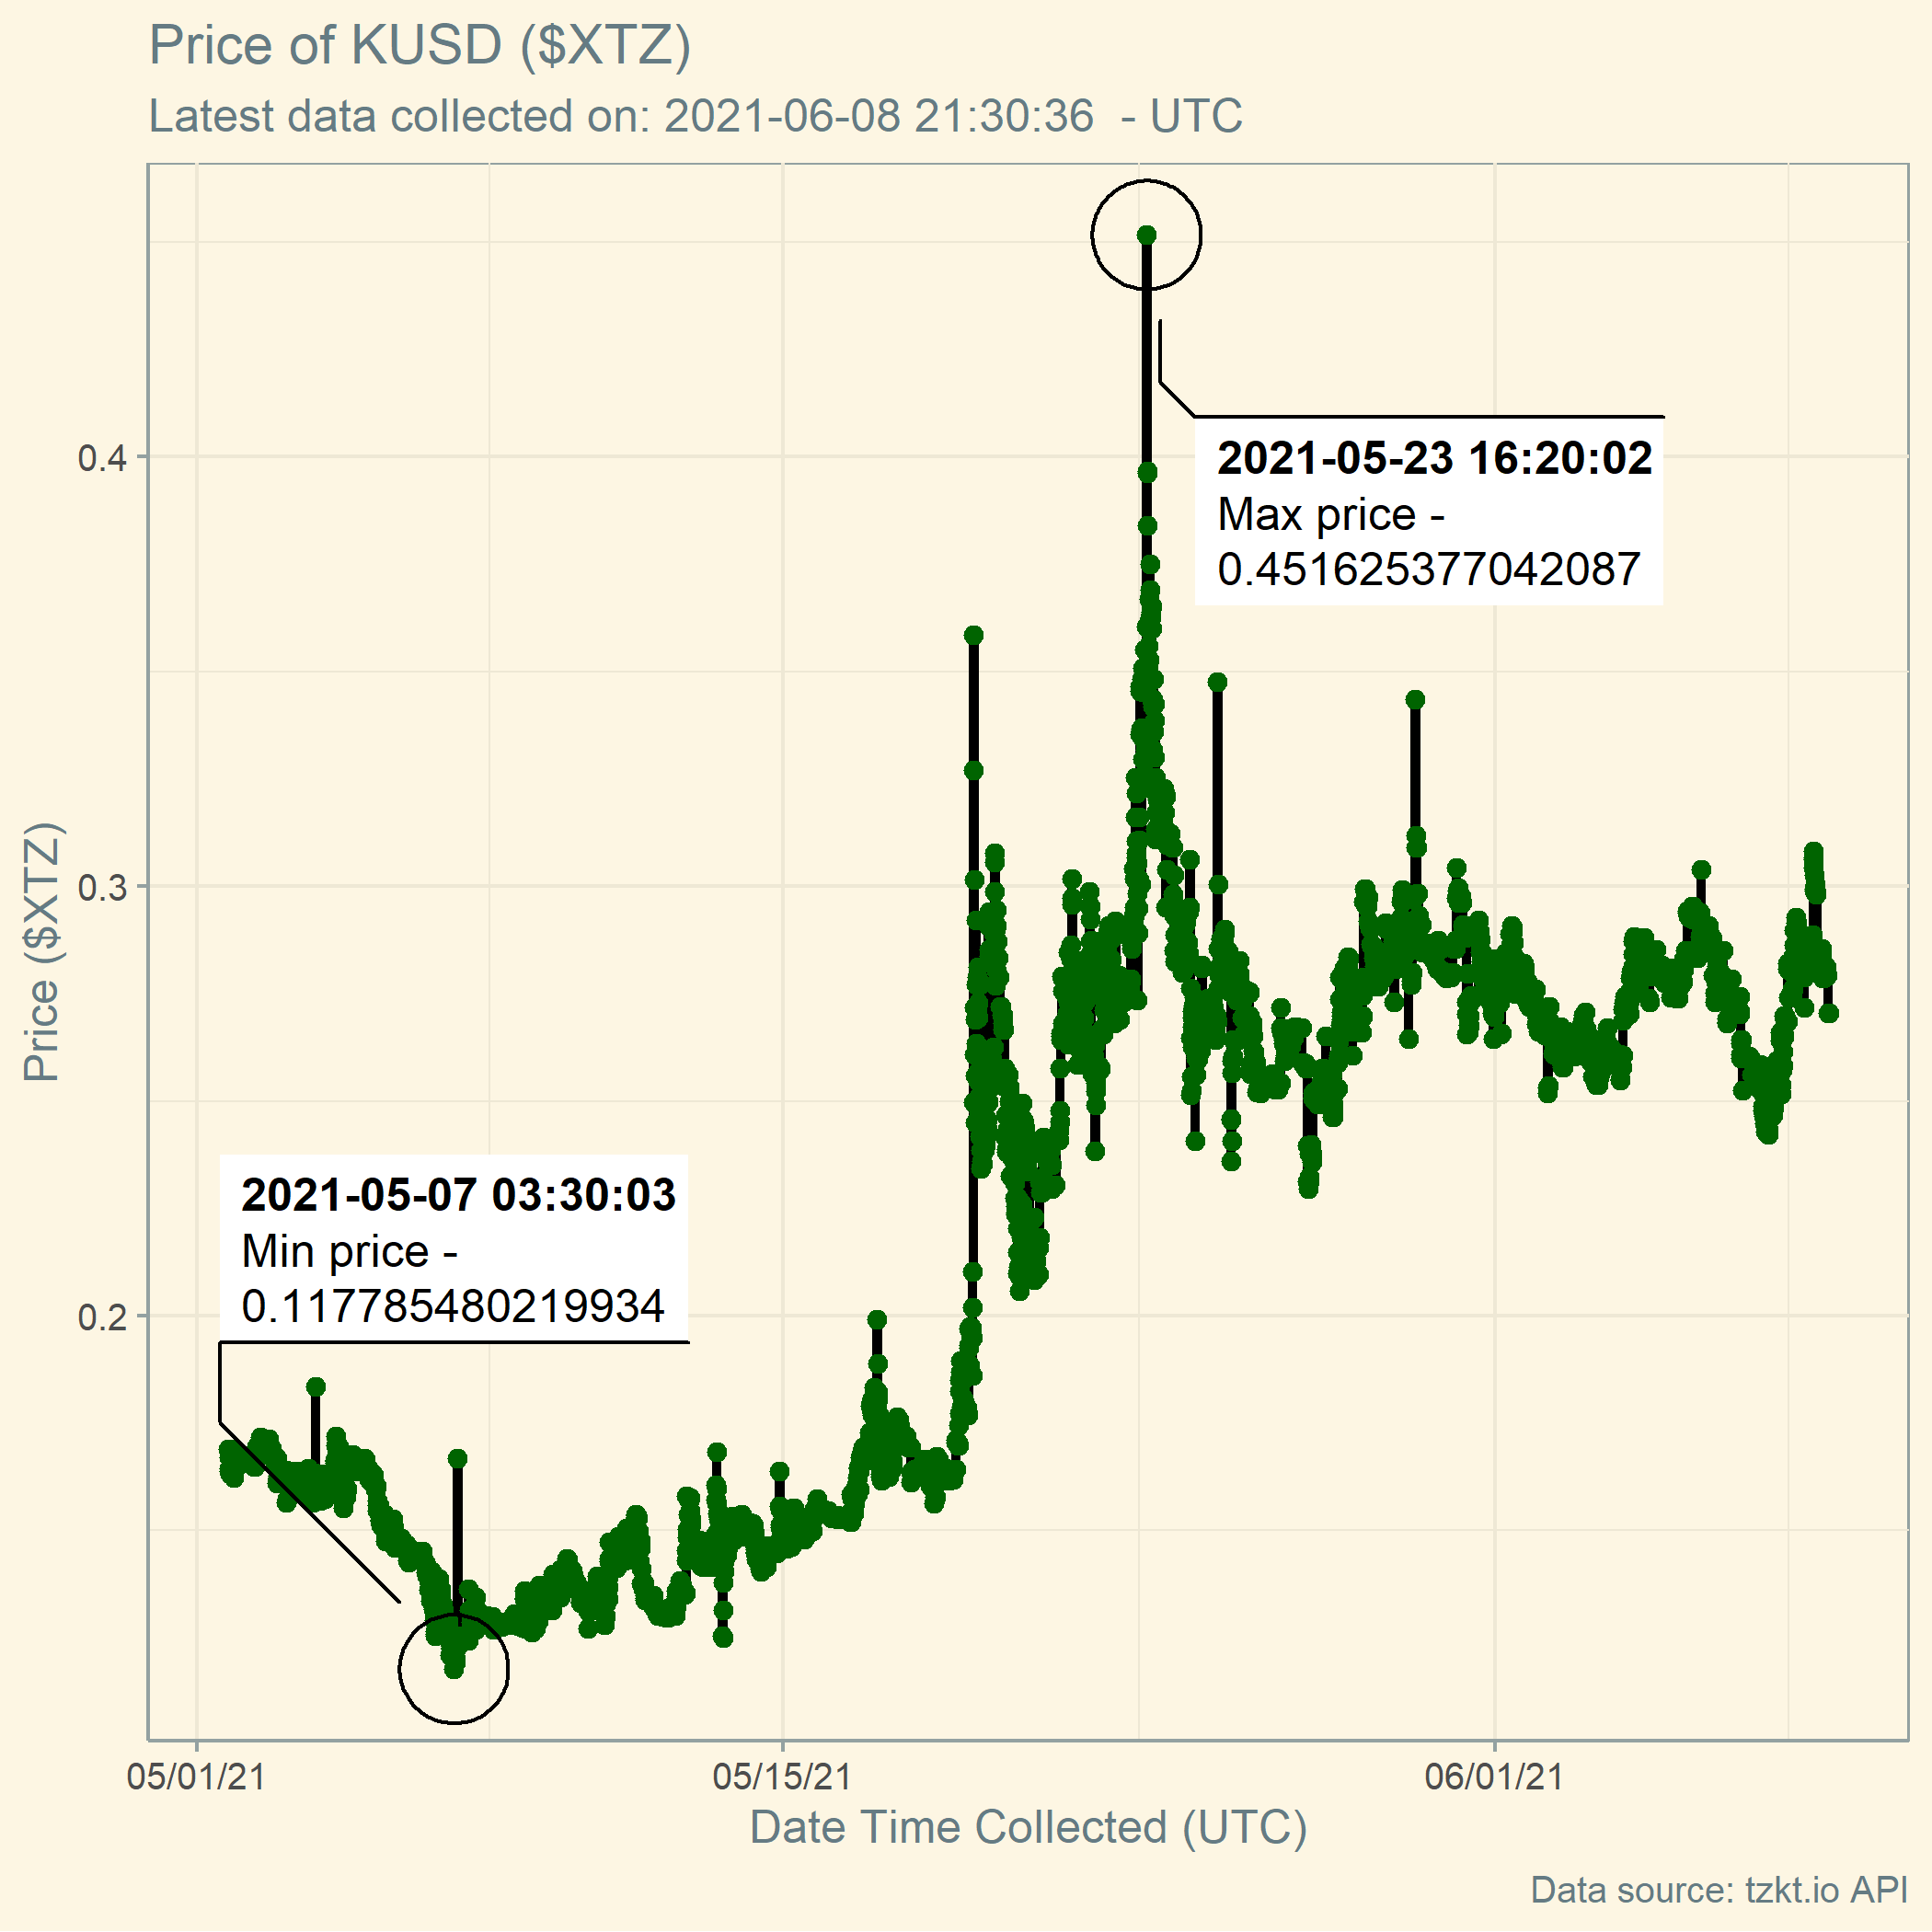 Price of KUSD ($XTZ)
Latest data collected on: 2021-06-08 21:30:36  - UTC
2021-05-23 16:20:02
Max price -
0.451625377042087
2021-05-07 03:30:03
Min price -
0.117785480219934
Price ($XTZ)
0.4
0.3
0.2
05/01/21
05/15/21
06/01/21
Date Time Collected (UTC)
Data source: tzkt.io API